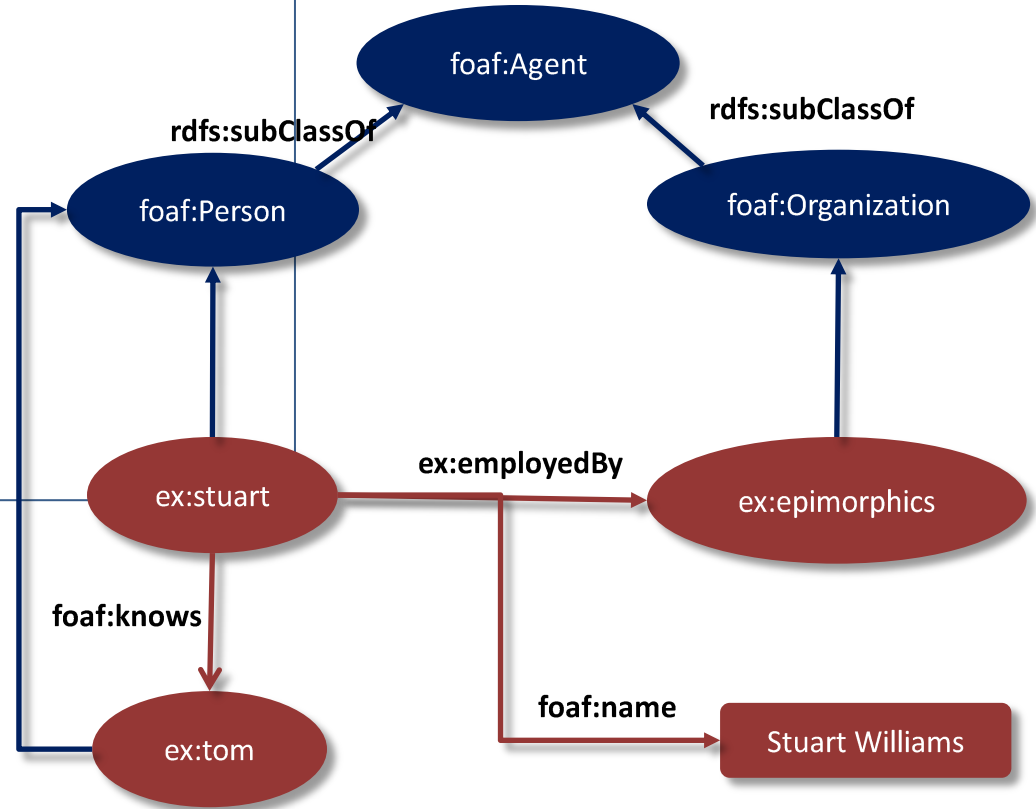 foaf:Agent
rdfs:subClassOf
rdfs:subClassOf
foaf:Person
foaf:Organization
ex:employedBy
ex:stuart
ex:epimorphics
foaf:knows
foaf:name
ex:tom
Stuart Williams